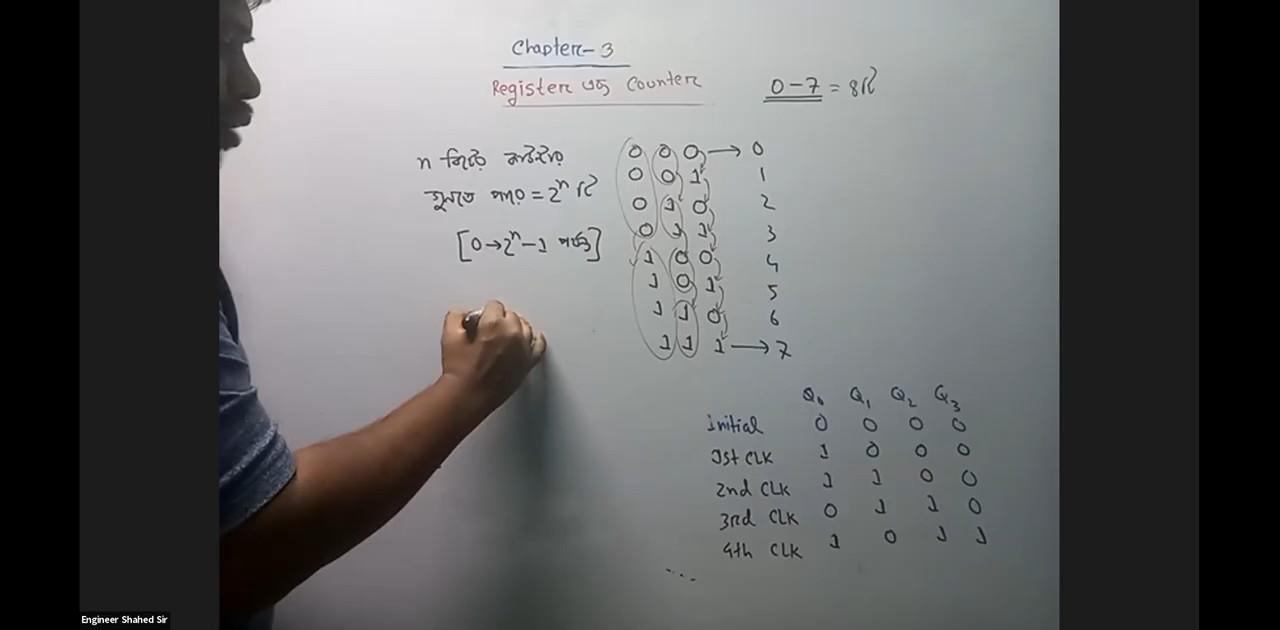 Chapter-3
Register এবং Counter
0-7 = 8টি
n বিটের কাউন্টার
গুনতে পারে = 2ⁿ টি
[0→2ⁿ-1 পর্যন্ত]
0 0 0 → 0
0 0 1 1
0 1 0 2
0 1 1 3
1 0 0 4
1 0 1 5
1 1 0 6
1 1 1 → 7
Q₀ Q₁ Q₂ Q₃
initial 0 0 0 0
1st CLK 1 0 0 0
2nd CLK 1 1 0 0
3rd CLK 0 1 1 0
4th CLK 1 0 1 1
....
Engineer Shahed Sir